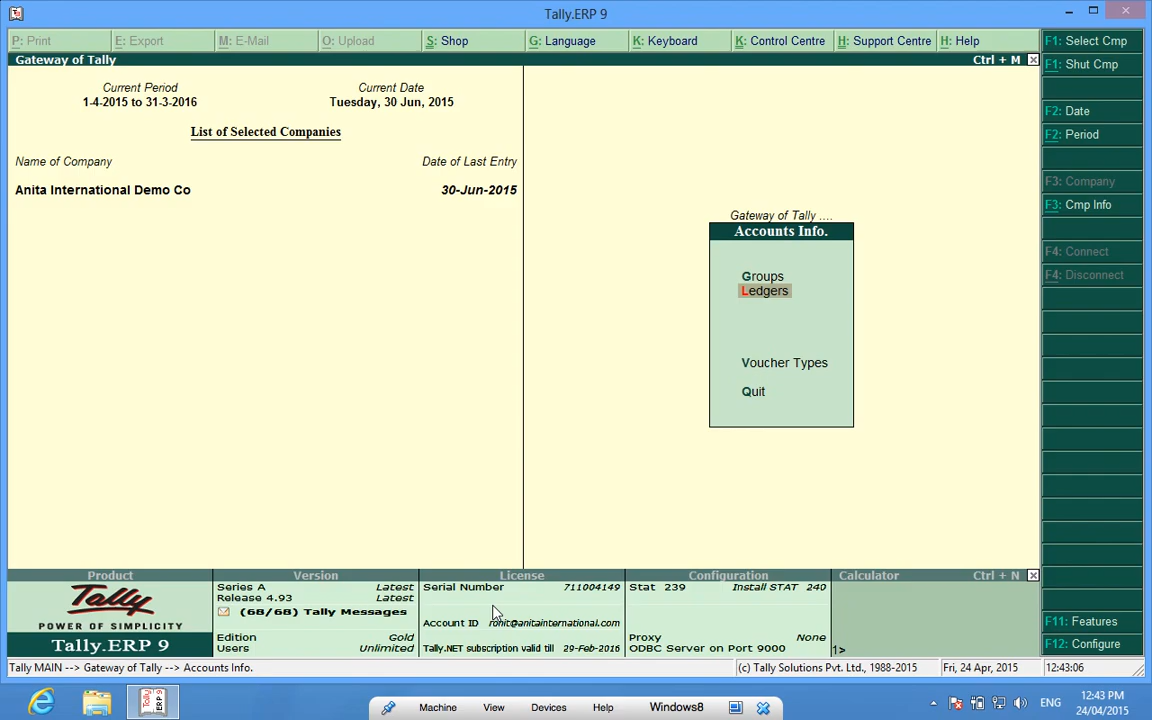 Tally.ERP 9
P: Print
E: Export
M: E-Mail
O: Upload
S: Shop
G: Language
K: Keyboard
K: Control Centre
H: Support Centre
H: Help
Gateway of Tally
Ctrl + M
Current Period
1-4-2015 to 31-3-2016
Current Date
Tuesday, 30 Jun, 2015
List of Selected Companies
Name of Company
Date of Last Entry
Anita International Demo Co
30-Jun-2015
Gateway of Tally ....
Accounts Info.
Groups
Ledgers
Voucher Types
Quit
F1: Select Cmp
F1: Shut Cmp
F2: Date
F2: Period
F3: Company
F3: Cmp Info
F4: Connect
F4: Disconnect
F11: Features
F12: Configure
Product
Tally
POWER OF SIMPLICITY
Tally.ERP 9
Version
Series A Latest
Release 4.93 Latest
(68/68) Tally Messages
Edition Gold
Users Unlimited
License
Serial Number 711004149
Account ID rohit@anitainternational.com
Tally.NET subscription valid till 29-Feb-2016
Configuration
Stat 239 Install STAT 240
Proxy None
ODBC Server on Port 9000
Calculator Ctrl + N
1>
Tally MAIN --> Gateway of Tally --> Accounts Info.
(c) Tally Solutions Pvt. Ltd., 1988-2015
Fri, 24 Apr, 2015
12:43:06
Tally ERP 9
Machine
View
Devices
Help
Windows8
ENG
12:43 PM
24/04/2015